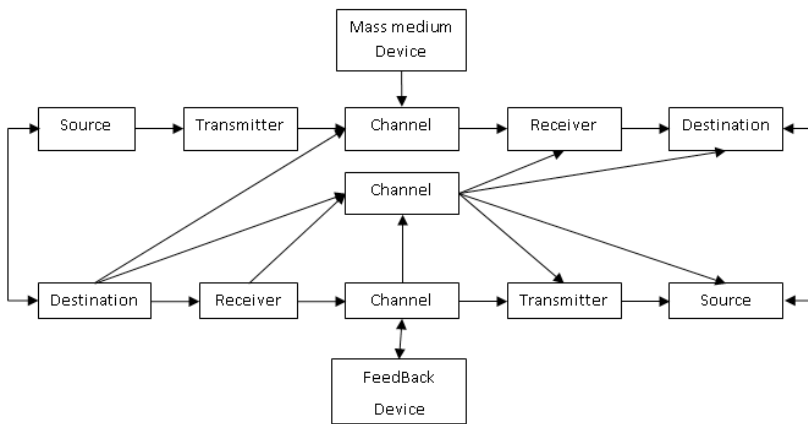 Mass medium
Device
Source
Transmitter
Channel
Receiver
Destination
Channel
Destination
Receiver
Channel
Transmitter
Source
FeedBack
Device